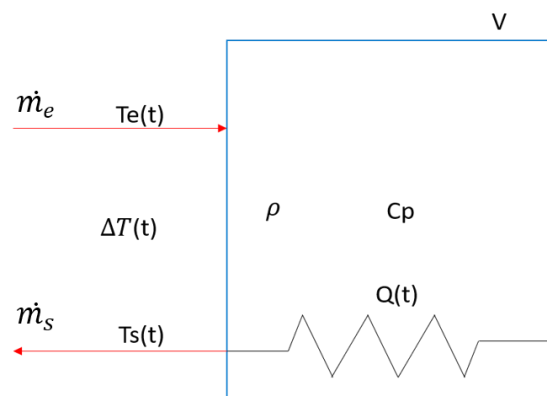 V
ṁₑ
Te(t)
ρ
Cp
ΔT(t)
Q(t)
ṁₛ
Ts(t)